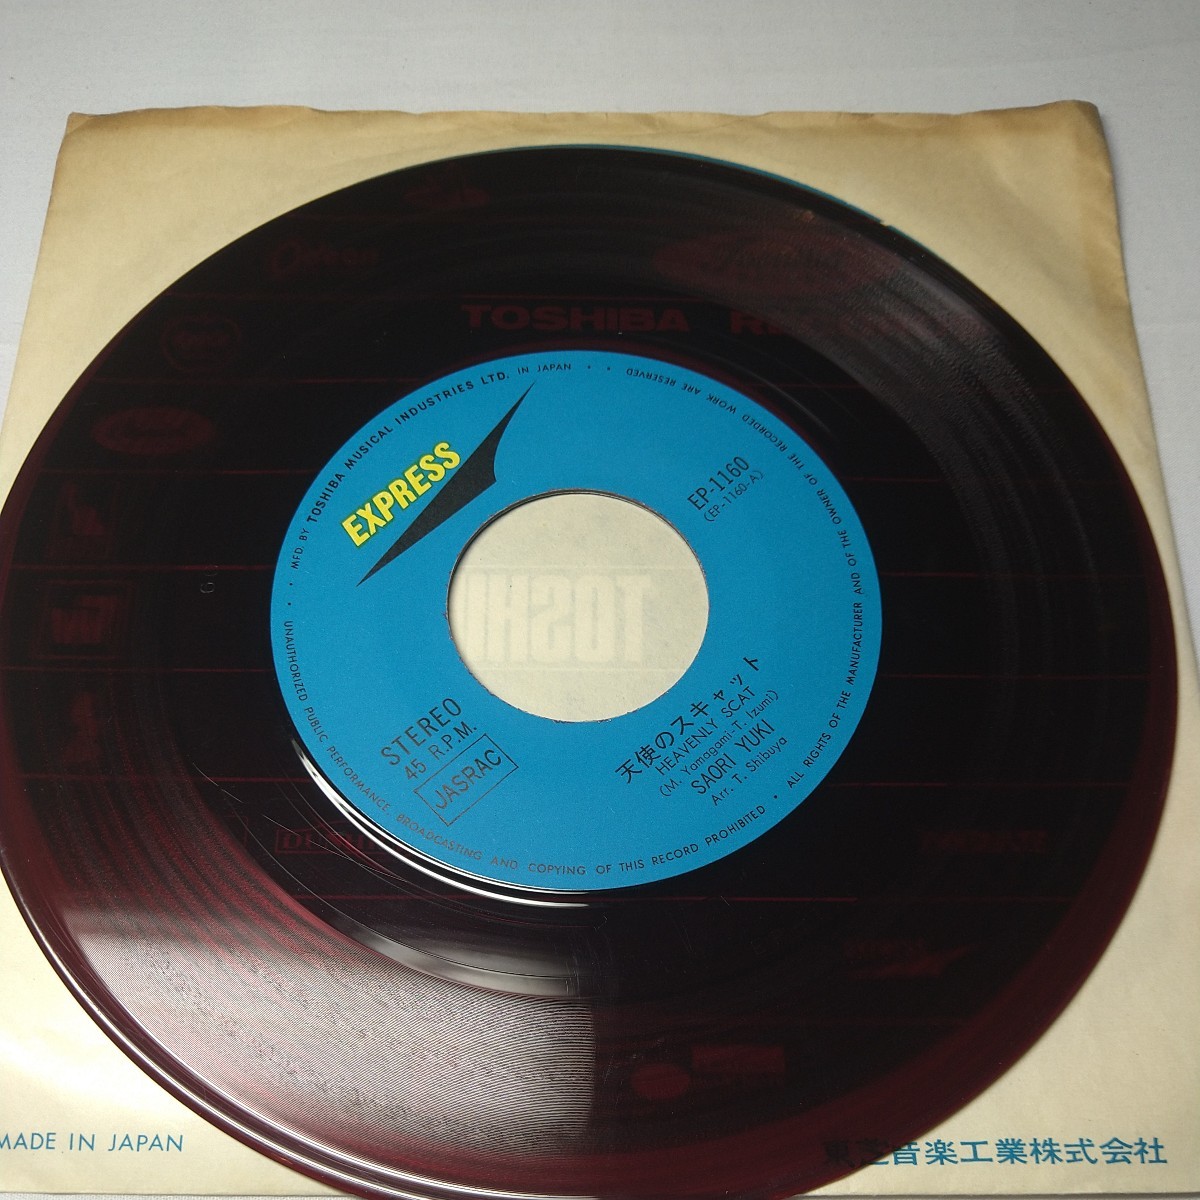 TOSHIBA
MFD. BY TOSHIBA MUSICAL INDUSTRIES LTD. IN JAPAN
ALL RIGHTS OF THE MANUFACTURER AND OF THE OWNER OF THE RECORDED WORK ARE RESERVED
UNAUTHORIZED PUBLIC PERFORMANCE, BROADCASTING AND COPYING OF THIS RECORD PROHIBITED
EXPRESS
EP-1160
(EP-1160-A)
STEREO
45 R.P.M.
JASRAC
天使のスキャット
HEAVENLY SCAT
(M. Yamagami-T. Izumi)
SAORI YUKI
Arr. T. Shibuya
MADE IN JAPAN
東芝音楽工業株式会社